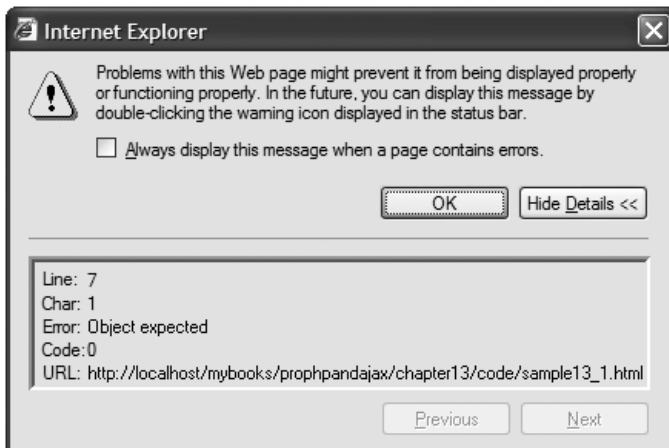 Internet Explorer
Problems with this Web page might prevent it from being displayed properly
or functioning properly. In the future, you can display this message by
double-clicking the warning icon displayed in the status bar.
Always display this message when a page contains errors.
OK
Hide Details <<
Line: 7
Char: 1
Error: Object expected
Code:0
URL: http://localhost/mybooks/prophpandajax/chapter13/code/sample13_1.html
Previous
Next